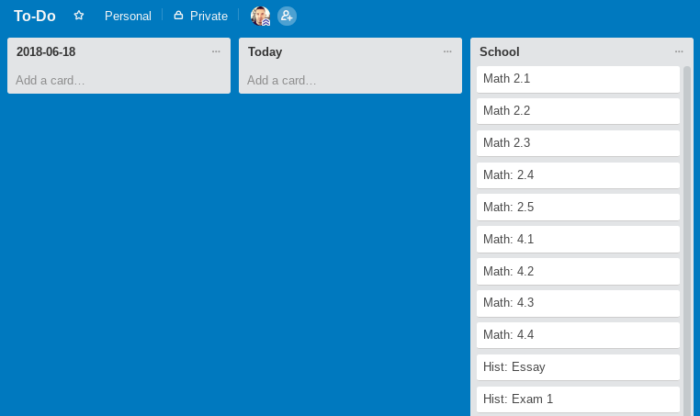 To-Do Personal Private
2018-06-18
Add a card…
Today
Add a card…
School
Math 2.1
Math 2.2
Math 2.3
Math: 2.4
Math: 2.5
Math: 4.1
Math: 4.2
Math: 4.3
Math: 4.4
Hist: Essay
Hist: Exam 1